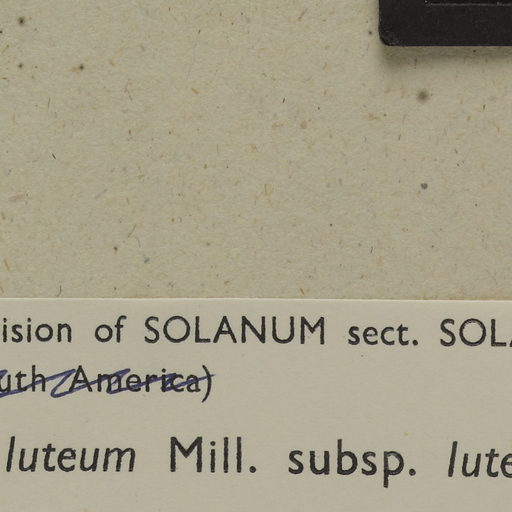 ision of SOLANUM sect. SOLA
uth America)
luteum Mill. subsp. lute